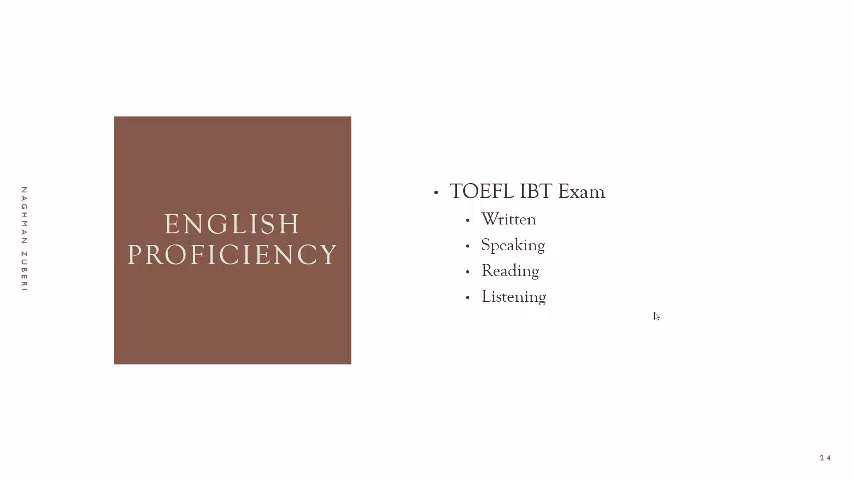 NAGHMAN ZUBERI
ENGLISH
PROFICIENCY
• TOEFL IBT Exam
• Written
• Speaking
• Reading
• Listening
24